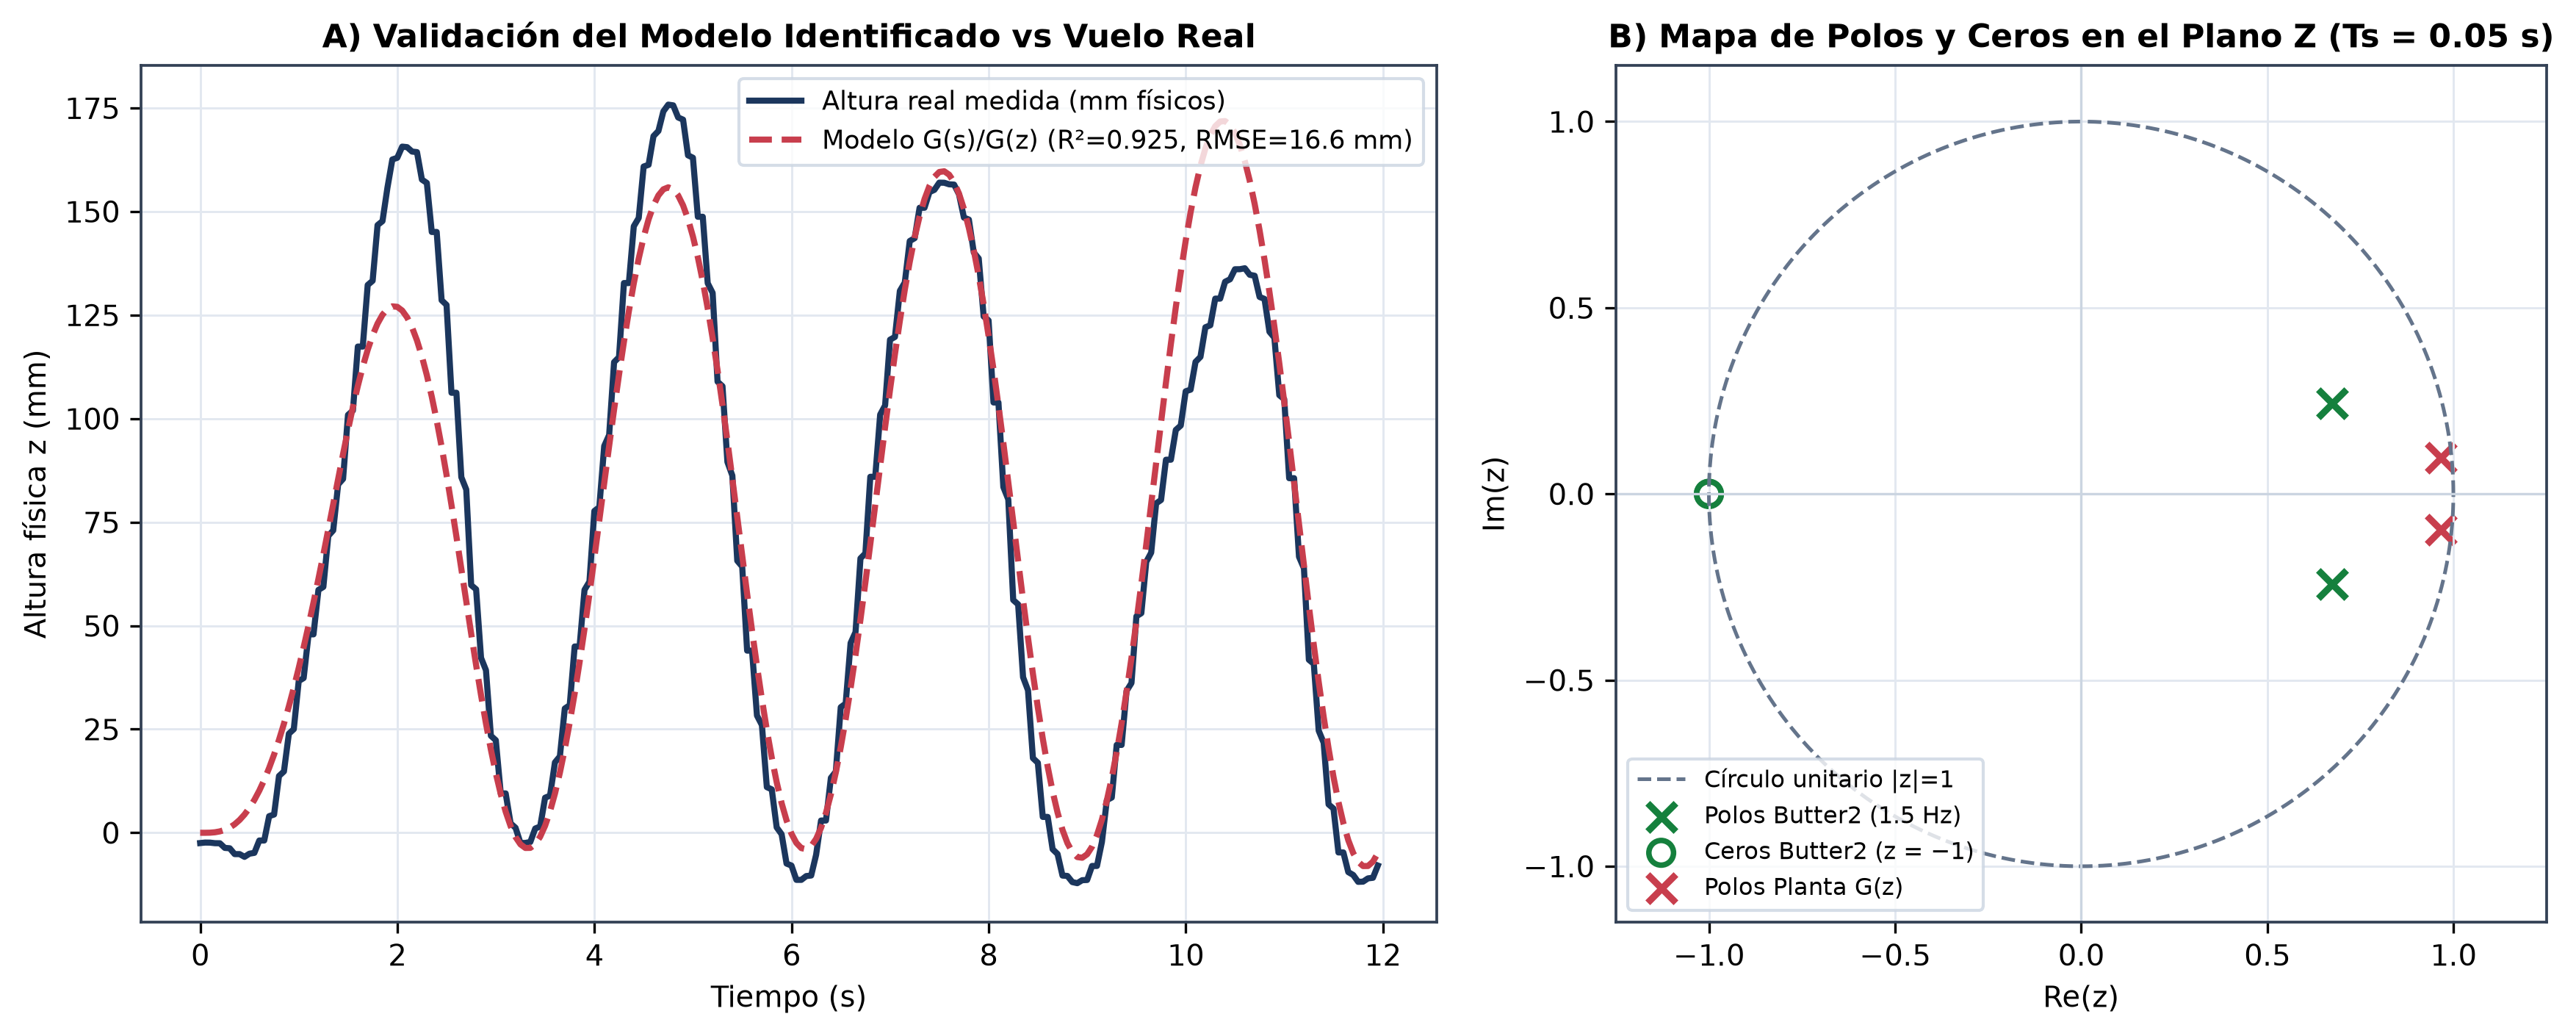 A) Validación del Modelo Identificado vs Vuelo Real
Altura real medida (mm físicos)
Modelo G(s)/G(z) (R²=0.925, RMSE=16.6 mm)
Altura física z (mm)
175
150
125
100
75
50
25
0
0
2
4
6
8
10
12
Tiempo (s)
B) Mapa de Polos y Ceros en el Plano Z (Ts = 0.05 s)
Im(z)
1.0
0.5
0.0
−0.5
−1.0
Círculo unitario |z|=1
Polos Butter2 (1.5 Hz)
Ceros Butter2 (z = −1)
Polos Planta G(z)
−1.0
−0.5
0.0
0.5
1.0
Re(z)